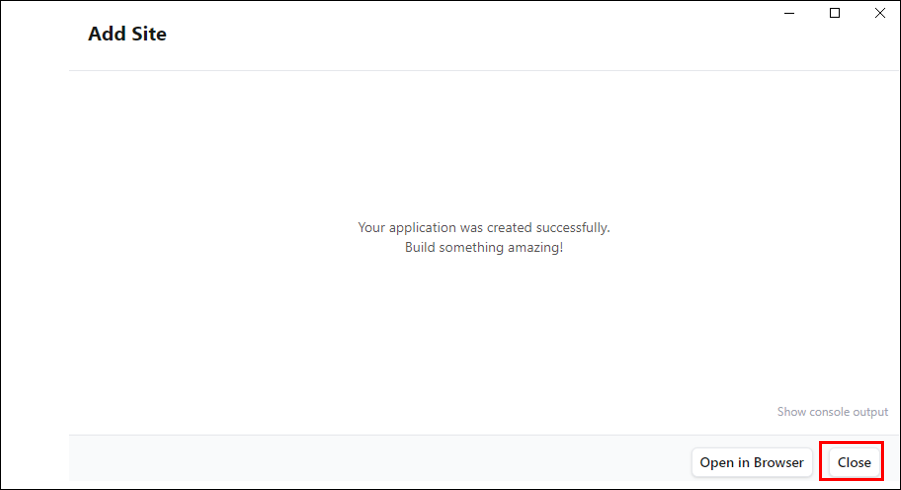 Add Site
Your application was created successfully.
Build something amazing!
Show console output
Open in Browser
Close